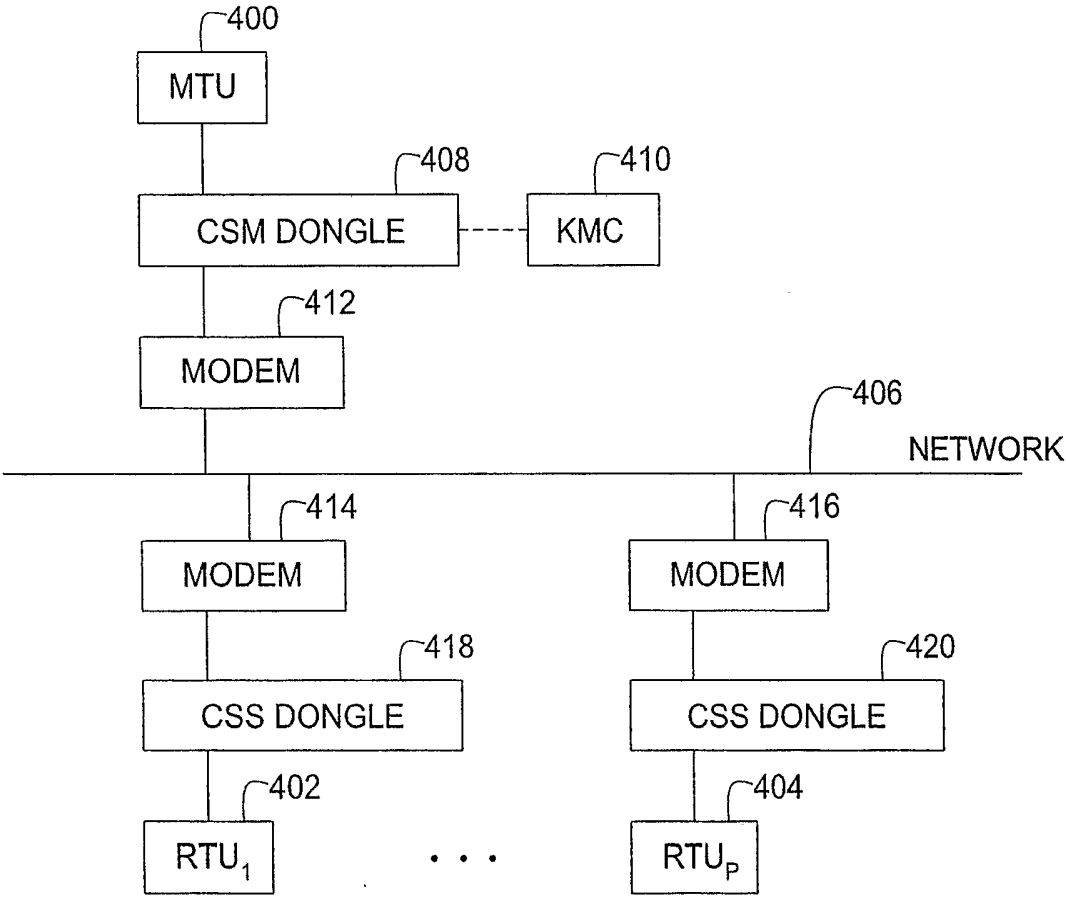 400
MTU
408
410
CSM DONGLE
KMC
412
MODEM
406
NETWORK
414
416
MODEM
MODEM
418
420
CSS DONGLE
CSS DONGLE
402
404
RTU1
. . .
RTUP